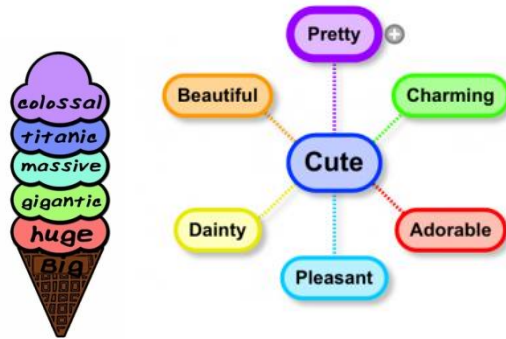 colossal
titanic
massive
gigantic
huge
Big
Pretty
Beautiful
Charming
Cute
Dainty
Adorable
Pleasant